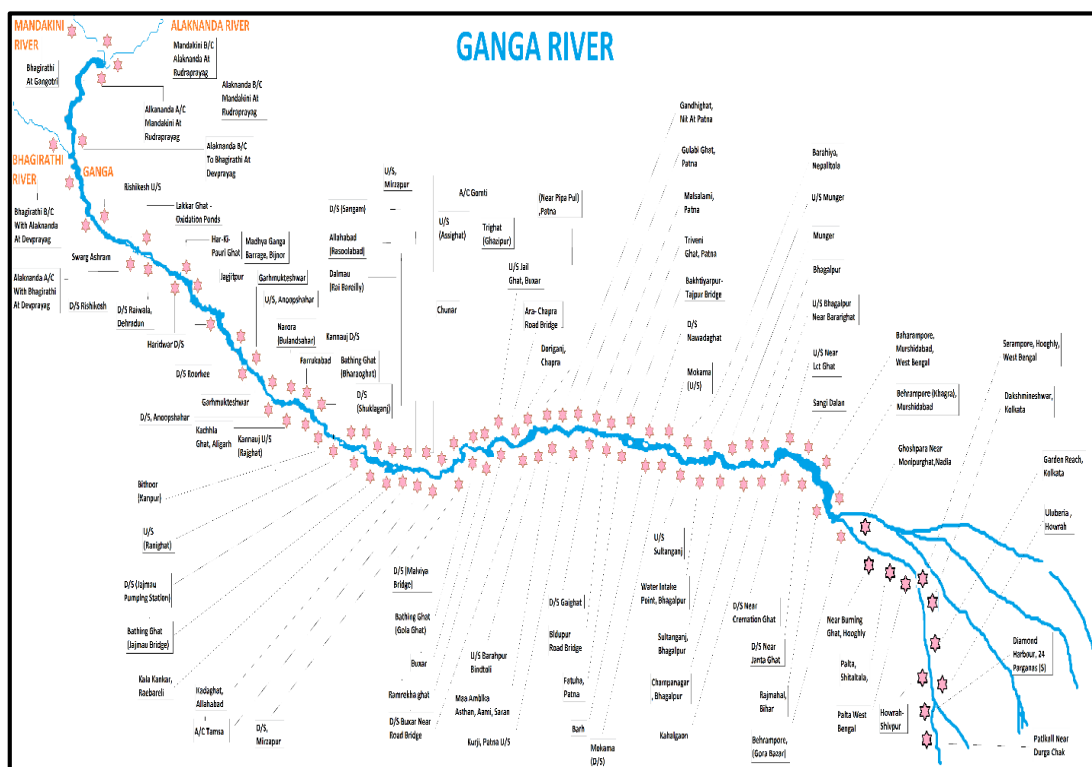 GANGA RIVER
MANDAKINI
RIVER
ALAKNANDA RIVER
Mandakini B/C
Alaknanda At
Rudraprayag
Bhagirathi
At Gangotri
Alkananda A/C
Mandakini At
Rudraprayag
Alaknanda B/C
Mandakini At
Rudraprayag
Alaknanda B/C
To Bhagirathi At
Devprayag
BHAGIRATHI
RIVER
GANGA
Bhagirathi B/C
With Alaknanda
At Devprayag
Rishikesh U/S
Lakkar Ghat -
Oxidation Ponds
Swarg Ashram
Har-Ki-
Pauri Ghat
Madhya Ganga
Barrage, Bijnor
Alaknanda A/C
With Bhagirathi
At Devprayag
D/S Rishikesh
D/S Raiwala,
Dehradun
Jagjitpur
Garhmukteshwar
U/S, Anoopshahar
Haridwar D/S
Narora
(Bulandsahar)
Kannauj D/S
D/S Roorkee
Farrukabad
Bathing Ghat
(Bharaoghat)
Garhmukteshwar
D/S
(Shuklaganj)
D/S, Anoopshahar
Kachhla
Ghat, Aligarh
Kannauj U/S
(Rajghat)
U/S,
Mirzapur
D/S (Sangam)
Allahabad
(Rasoolabad)
Dalmau
(Rai Bareilly)
A/C Gomti
U/S
(Assighat)
Trighat
(Ghazipur)
(Near Pipa Pul)
,Patna
U/S Jail
Ghat, Buxar
Chunar
Ara- Chapra
Road Bridge
Doriganj,
Chapra
Gandhighat,
Nit At Patna
Gulabi Ghat,
Patna
Malsalami,
Patna
Triveni
Ghat, Patna
Bakhtiyarpur-
Tajpur Bridge
D/S
Nawadaghat
Mokama
(U/S)
Barahiya,
Nepalitola
U/S Munger
Munger
Bhagalpur
U/S Bhagalpur
Near Bararighat
U/S Near
Lct Ghat
Sangi Dalan
Baharampore,
Murshidabad,
West Bengal
Behrampore (Khagra),
Murshidabad
Ghoshpara Near
Monipurghat,Nadia
Serampore, Hooghly,
West Bengal
Dakshmineshwar,
Kolkata
Garden Reach,
Kolkata
Uluberia ,
Howrah
Bithoor
(Kanpur)
U/S
(Ranighat)
D/S (Jajmau
Pumping Station)
Bathing Ghat
(Jajmau Bridge)
Kala Kankar,
Raebareli
Kadaghat,
Allahabad
A/C Tamsa
D/S,
Mirzapur
D/S (Malviya
Bridge)
Bathing Ghat
(Gola Ghat)
Buxar
Ramrekha ghat
D/S Buxar Near
Road Bridge
U/S Barahpur
Bindtoli
Maa Ambika
Asthan, Aami, Saran
Kurji, Patna U/S
D/S Gaighat
Bidupur
Road Bridge
Fatuha,
Patna
Barh
Mokama
(D/S)
U/S
Sultanganj
Water Intake
Point, Bhagalpur
Sultanganj,
Bhagalpur
Champanagar
, Bhagalpur
Kahalgaon
D/S Near
Cremation Ghat
D/S Near
Janta Ghat
Rajmahal,
Bihar
Behrampore,
(Gora Bazar)
Near Burning
Ghat, Hooghly
Palta,
Shitaltala,
Palta West
Bengal
Howrah-
Shivpur
Diamond
Harbour, 24
Parganas (S)
Patikall Near
Durga Chak